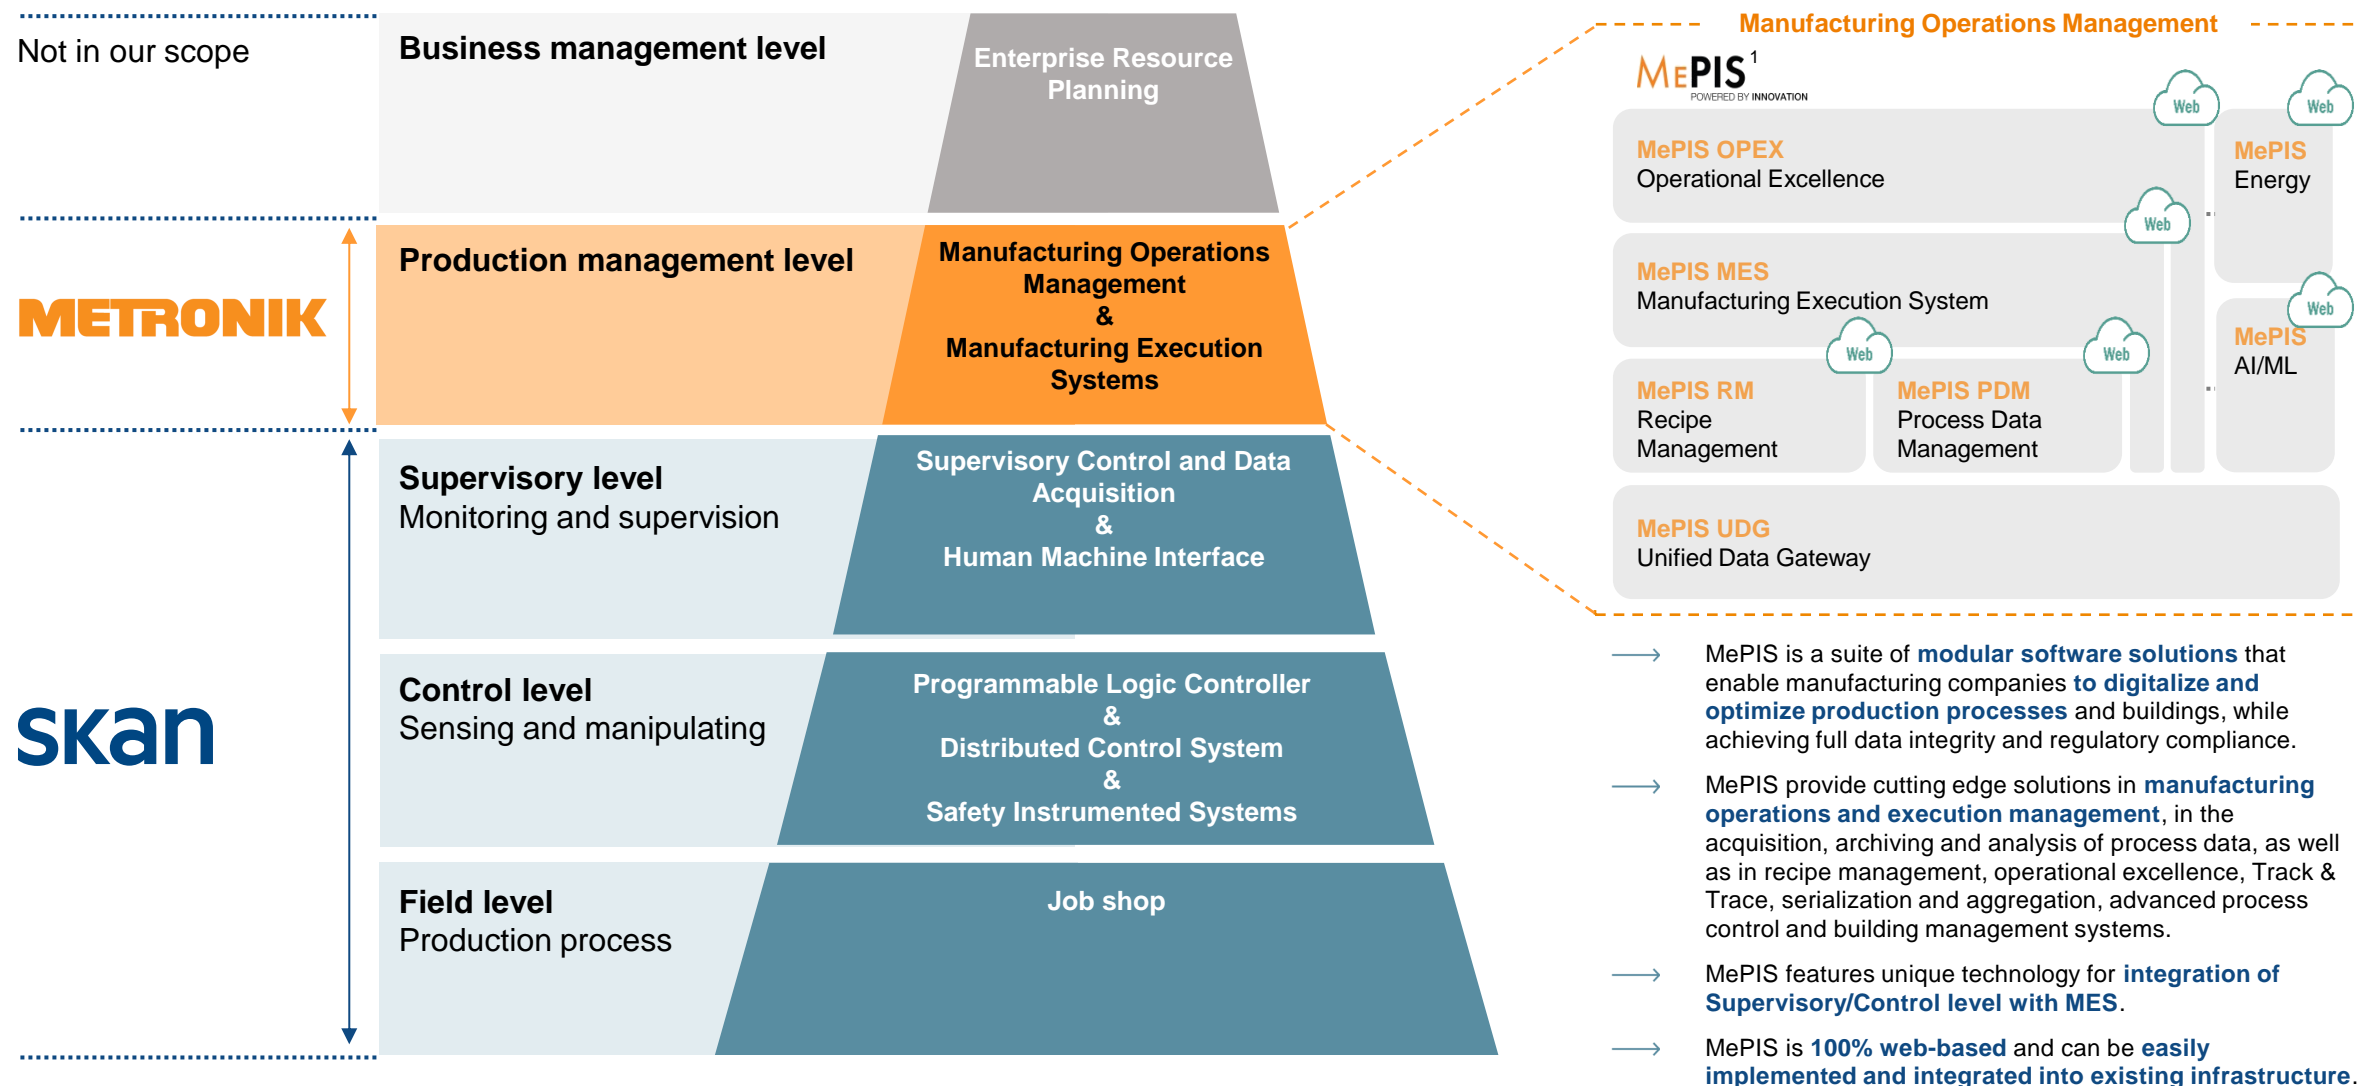 Not in our scope
METRONIK
skan
Business management level
Enterprise Resource
Planning
Production management level
Manufacturing Operations
Management
&
Manufacturing Execution
Systems
Supervisory level
Monitoring and supervision
Supervisory Control and Data
Acquisition
&
Human Machine Interface
Control level
Sensing and manipulating
Programmable Logic Controller
&
Distributed Control System
&
Safety Instrumented Systems
Field level
Production process
Job shop
Manufacturing Operations Management
MEPIS 1
POWERED BY INNOVATION
Web
Web
MePIS OPEX
Operational Excellence
MePIS
Energy
Web
MePIS MES
Manufacturing Execution System
Web
MePIS
AI/ML
Web
Web
MePIS RM
Recipe
Management
MePIS PDM
Process Data
Management
MePIS UDG
Unified Data Gateway
MePIS is a suite of modular software solutions that
enable manufacturing companies to digitalize and
optimize production processes and buildings, while
achieving full data integrity and regulatory compliance.
MePIS provide cutting edge solutions in manufacturing
operations and execution management, in the
acquisition, archiving and analysis of process data, as well
as in recipe management, operational excellence, Track &
Trace, serialization and aggregation, advanced process
control and building management systems.
MePIS features unique technology for integration of
Supervisory/Control level with MES.
MePIS is 100% web-based and can be easily
implemented and integrated into existing infrastructure.